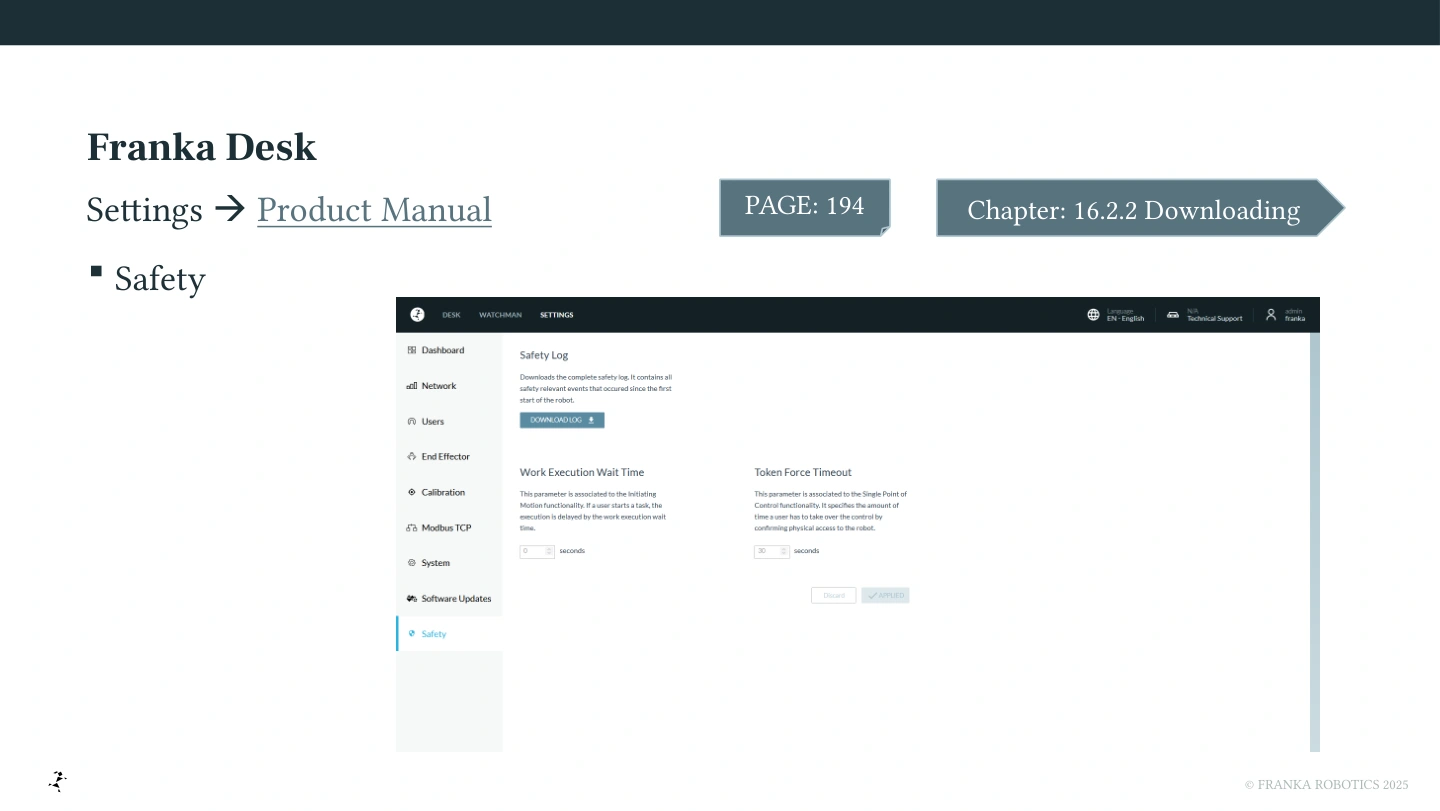 Franka Desk
Settings → Product Manual
PAGE: 194
Chapter: 16.2.2 Downloading
▪ Safety
DESK WATCHMAN SETTINGS
Language
EN - English
N/A
Technical Support
admin
franka
Dashboard
Network
Users
End Effector
Calibration
Modbus TCP
System
Software Updates
Safety
Safety Log
Downloads the complete safety log. It contains all
safety relevant events that occured since the first
start of the robot.
DOWNLOAD LOG
Work Execution Wait Time
This parameter is associated to the Initiating
Motion functionality. If a user starts a task, the
execution is delayed by the work execution wait
time.
0 seconds
Token Force Timeout
This parameter is associated to the Single Point of
Control functionality. It specifies the amount of
time a user has to take over the control by
confirming physical access to the robot.
30 seconds
Discard
APPLIED
© FRANKA ROBOTICS 2025